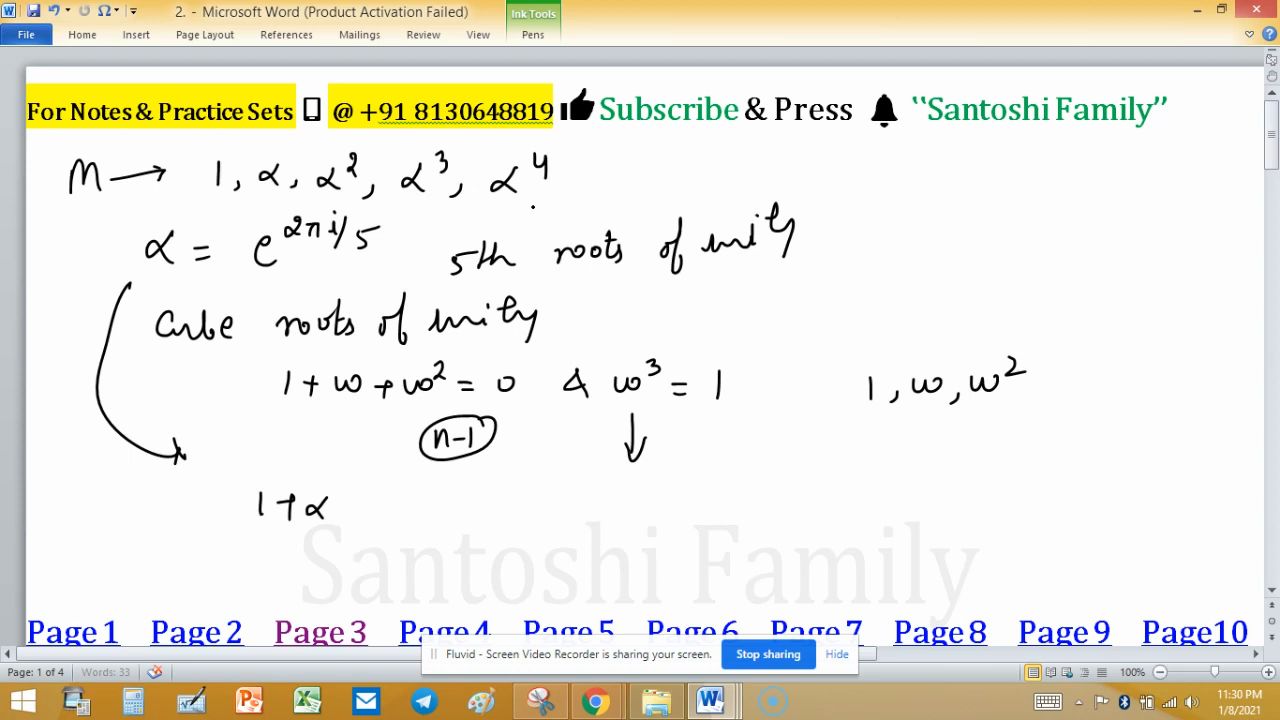 2. - Microsoft Word (Product Activation Failed)
Ink Tools
File Home Insert Page Layout References Mailings Review View Pens
For Notes & Practice Sets @ +91 8130648819 Subscribe & Press ‘‘Santoshi Family’’
M → 1, α, α², α³, α⁴
α = e^{2πi/5} 5th roots of unity
Cube roots of unity
1 + ω + ω² = 0 & ω³ = 1 1, ω, ω²
n-1
1 + α
Santoshi Family
Page 1 Page 2 Page 3 Page 4 Page 5 Page 6 Page 7 Page 8 Page 9 Page10
Fluvid - Screen Video Recorder is sharing your screen. Stop sharing Hide
Page: 1 of 4 Words: 33 100%
11:30 PM
1/8/2021